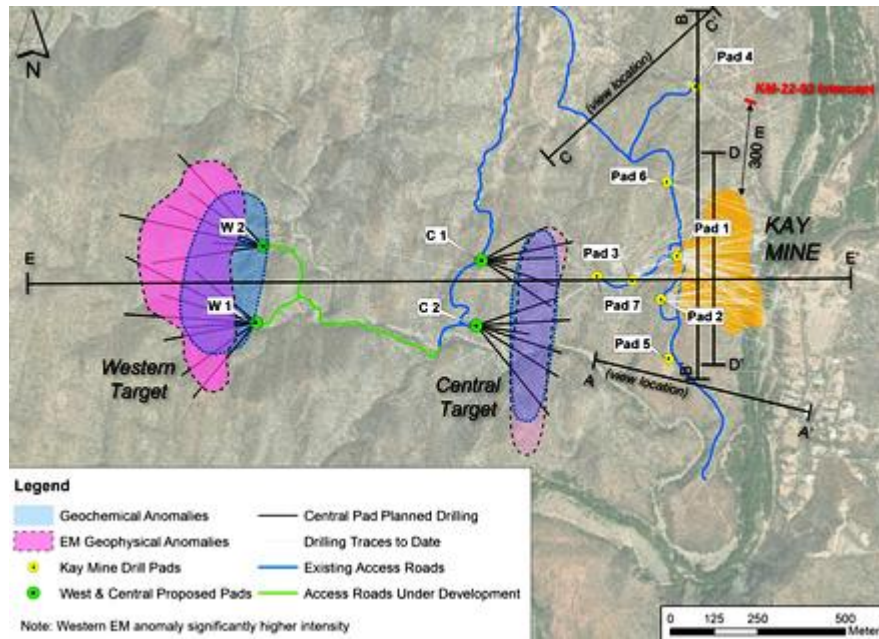 N
B
C'
Pad 4
(view location)
KM-22-03 Intercept
300 m
C
D
Pad 6
KAY
MINE
W 2
C 1
Pad 3
Pad 1
E
E'
W 1
C 2
Pad 7
Pad 2
Western
Target
Central
Target
Pad 5
A
(view location)
B'
D'
A'
Legend
Geochemical Anomalies
EM Geophysical Anomalies
Kay Mine Drill Pads
West & Central Proposed Pads
Central Pad Planned Drilling
Drilling Traces to Date
Existing Access Roads
Access Roads Under Development
Note: Western EM anomaly significantly higher intensity
0 125 250 500
Meter